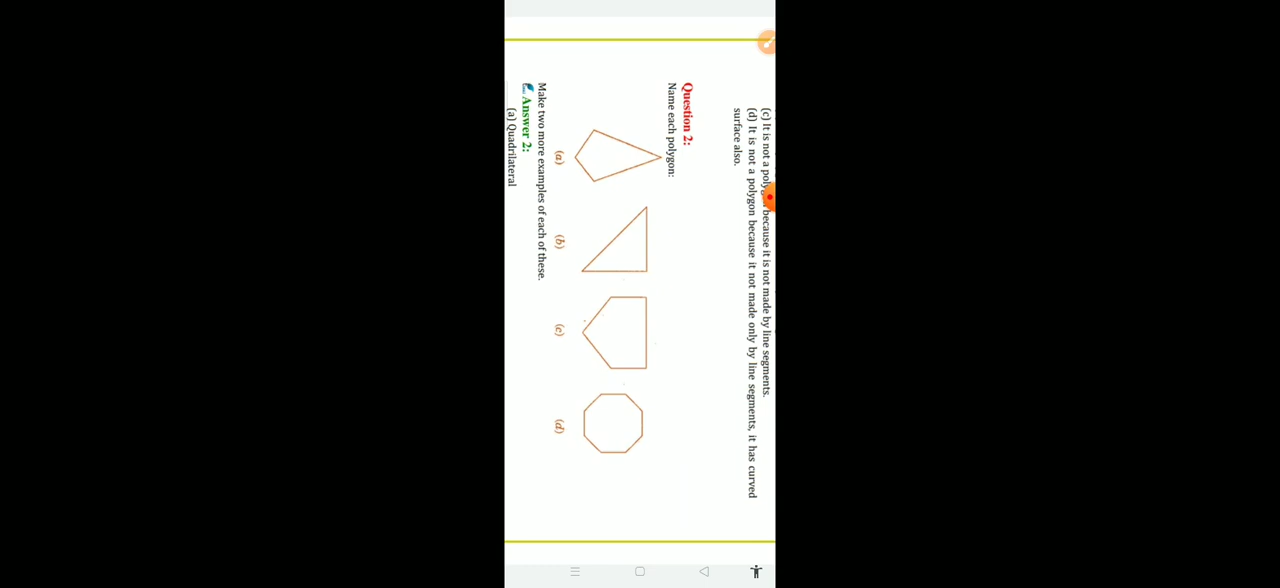 (c) It is not a polygon because it is not made by line segments.
(d) It is not a polygon because it not made only by line segments, it has curved
surface also.
Question 2:
Name each polygon:
(a) (b) (c) (d)
Make two more examples of each of these.
Answer 2:
(a) Quadrilateral